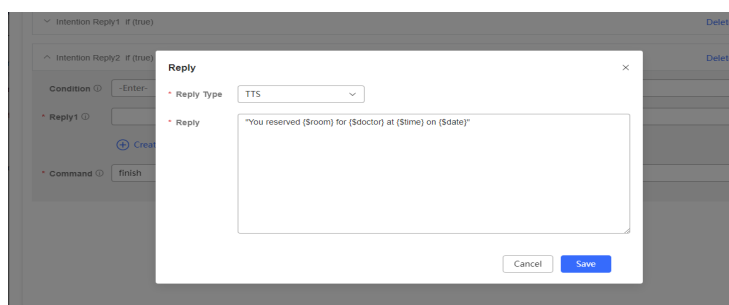 Intention Reply1 if (true)
Delet
Intention Reply2 if (true)
Delet
Reply
Condition
-Enter-
* Reply Type
TTS
* Reply1
* Reply
"You reserved {$room} for {$doctor} at {$time} on {$date}"
Creat
* Command
finish
Cancel
Save